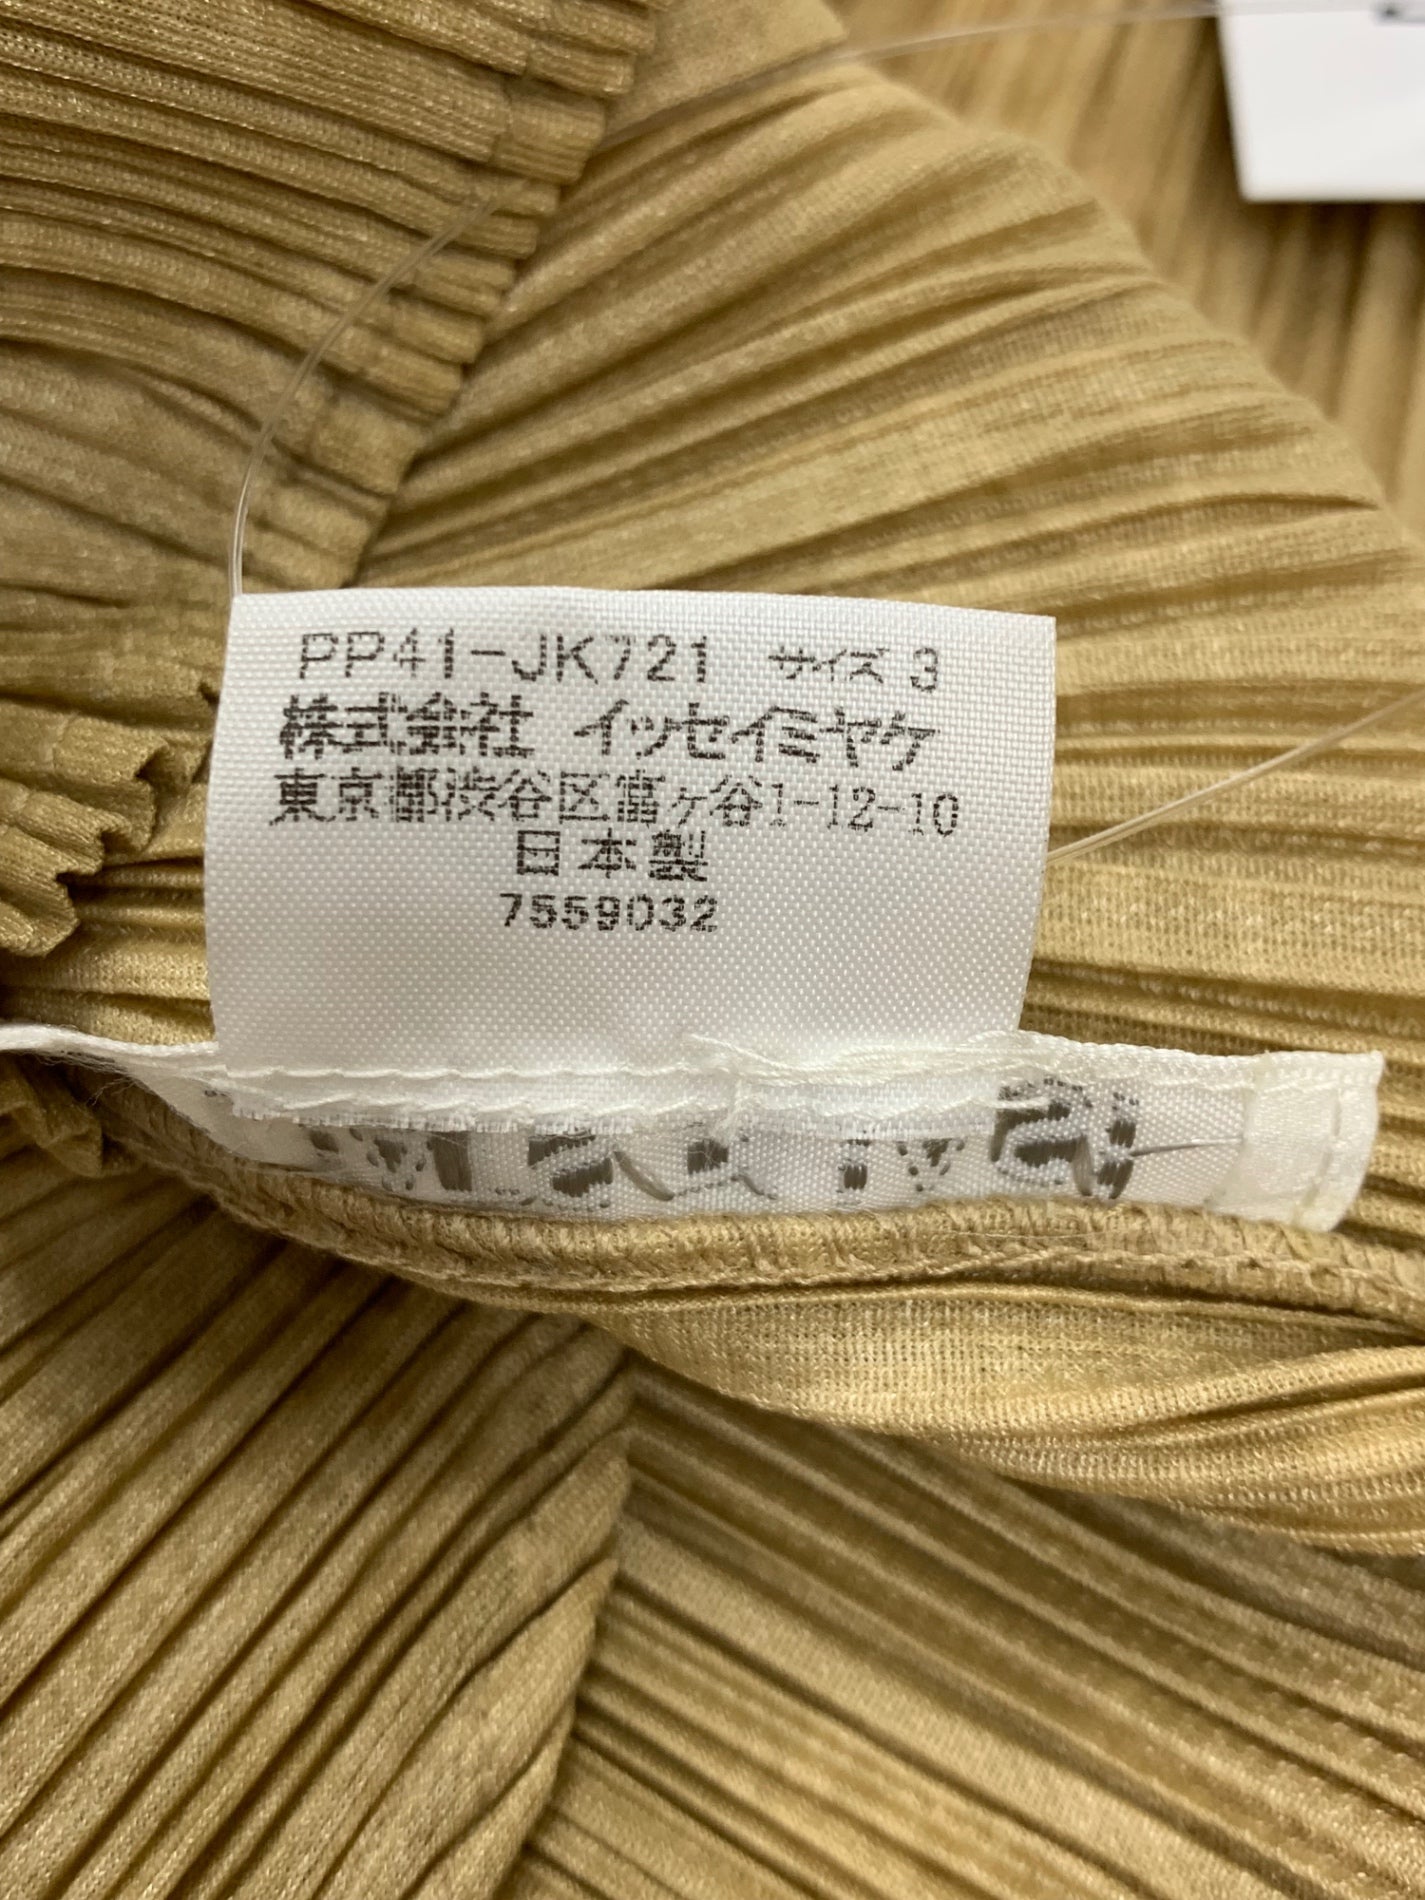 PP41-JK721 サイズ 3
株式会社 イッセイミヤケ
東京都渋谷区富ヶ谷1-12-10
日本製
7559032